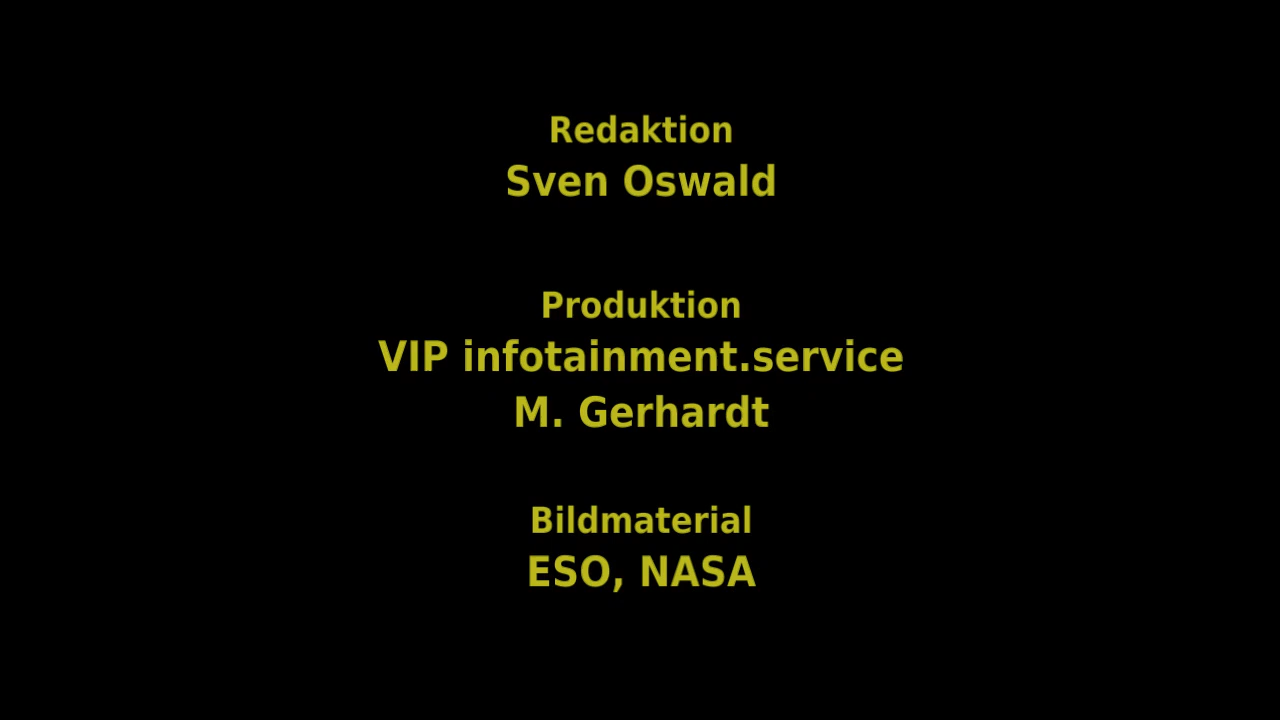 Redaktion
Sven Oswald
Produktion
VIP infotainment.service
M. Gerhardt
Bildmaterial
ESO, NASA